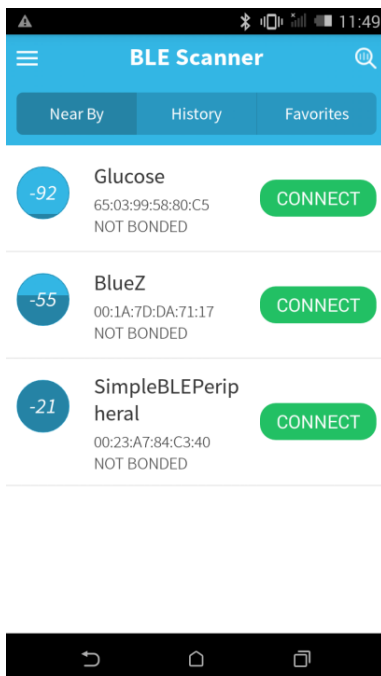 11:49
BLE Scanner
Near By History Favorites
-92
Glucose
65:03:99:58:80:C5
NOT BONDED
CONNECT
-55
BlueZ
00:1A:7D:DA:71:17
NOT BONDED
CONNECT
-21
SimpleBLEPerip
heral
00:23:A7:84:C3:40
NOT BONDED
CONNECT